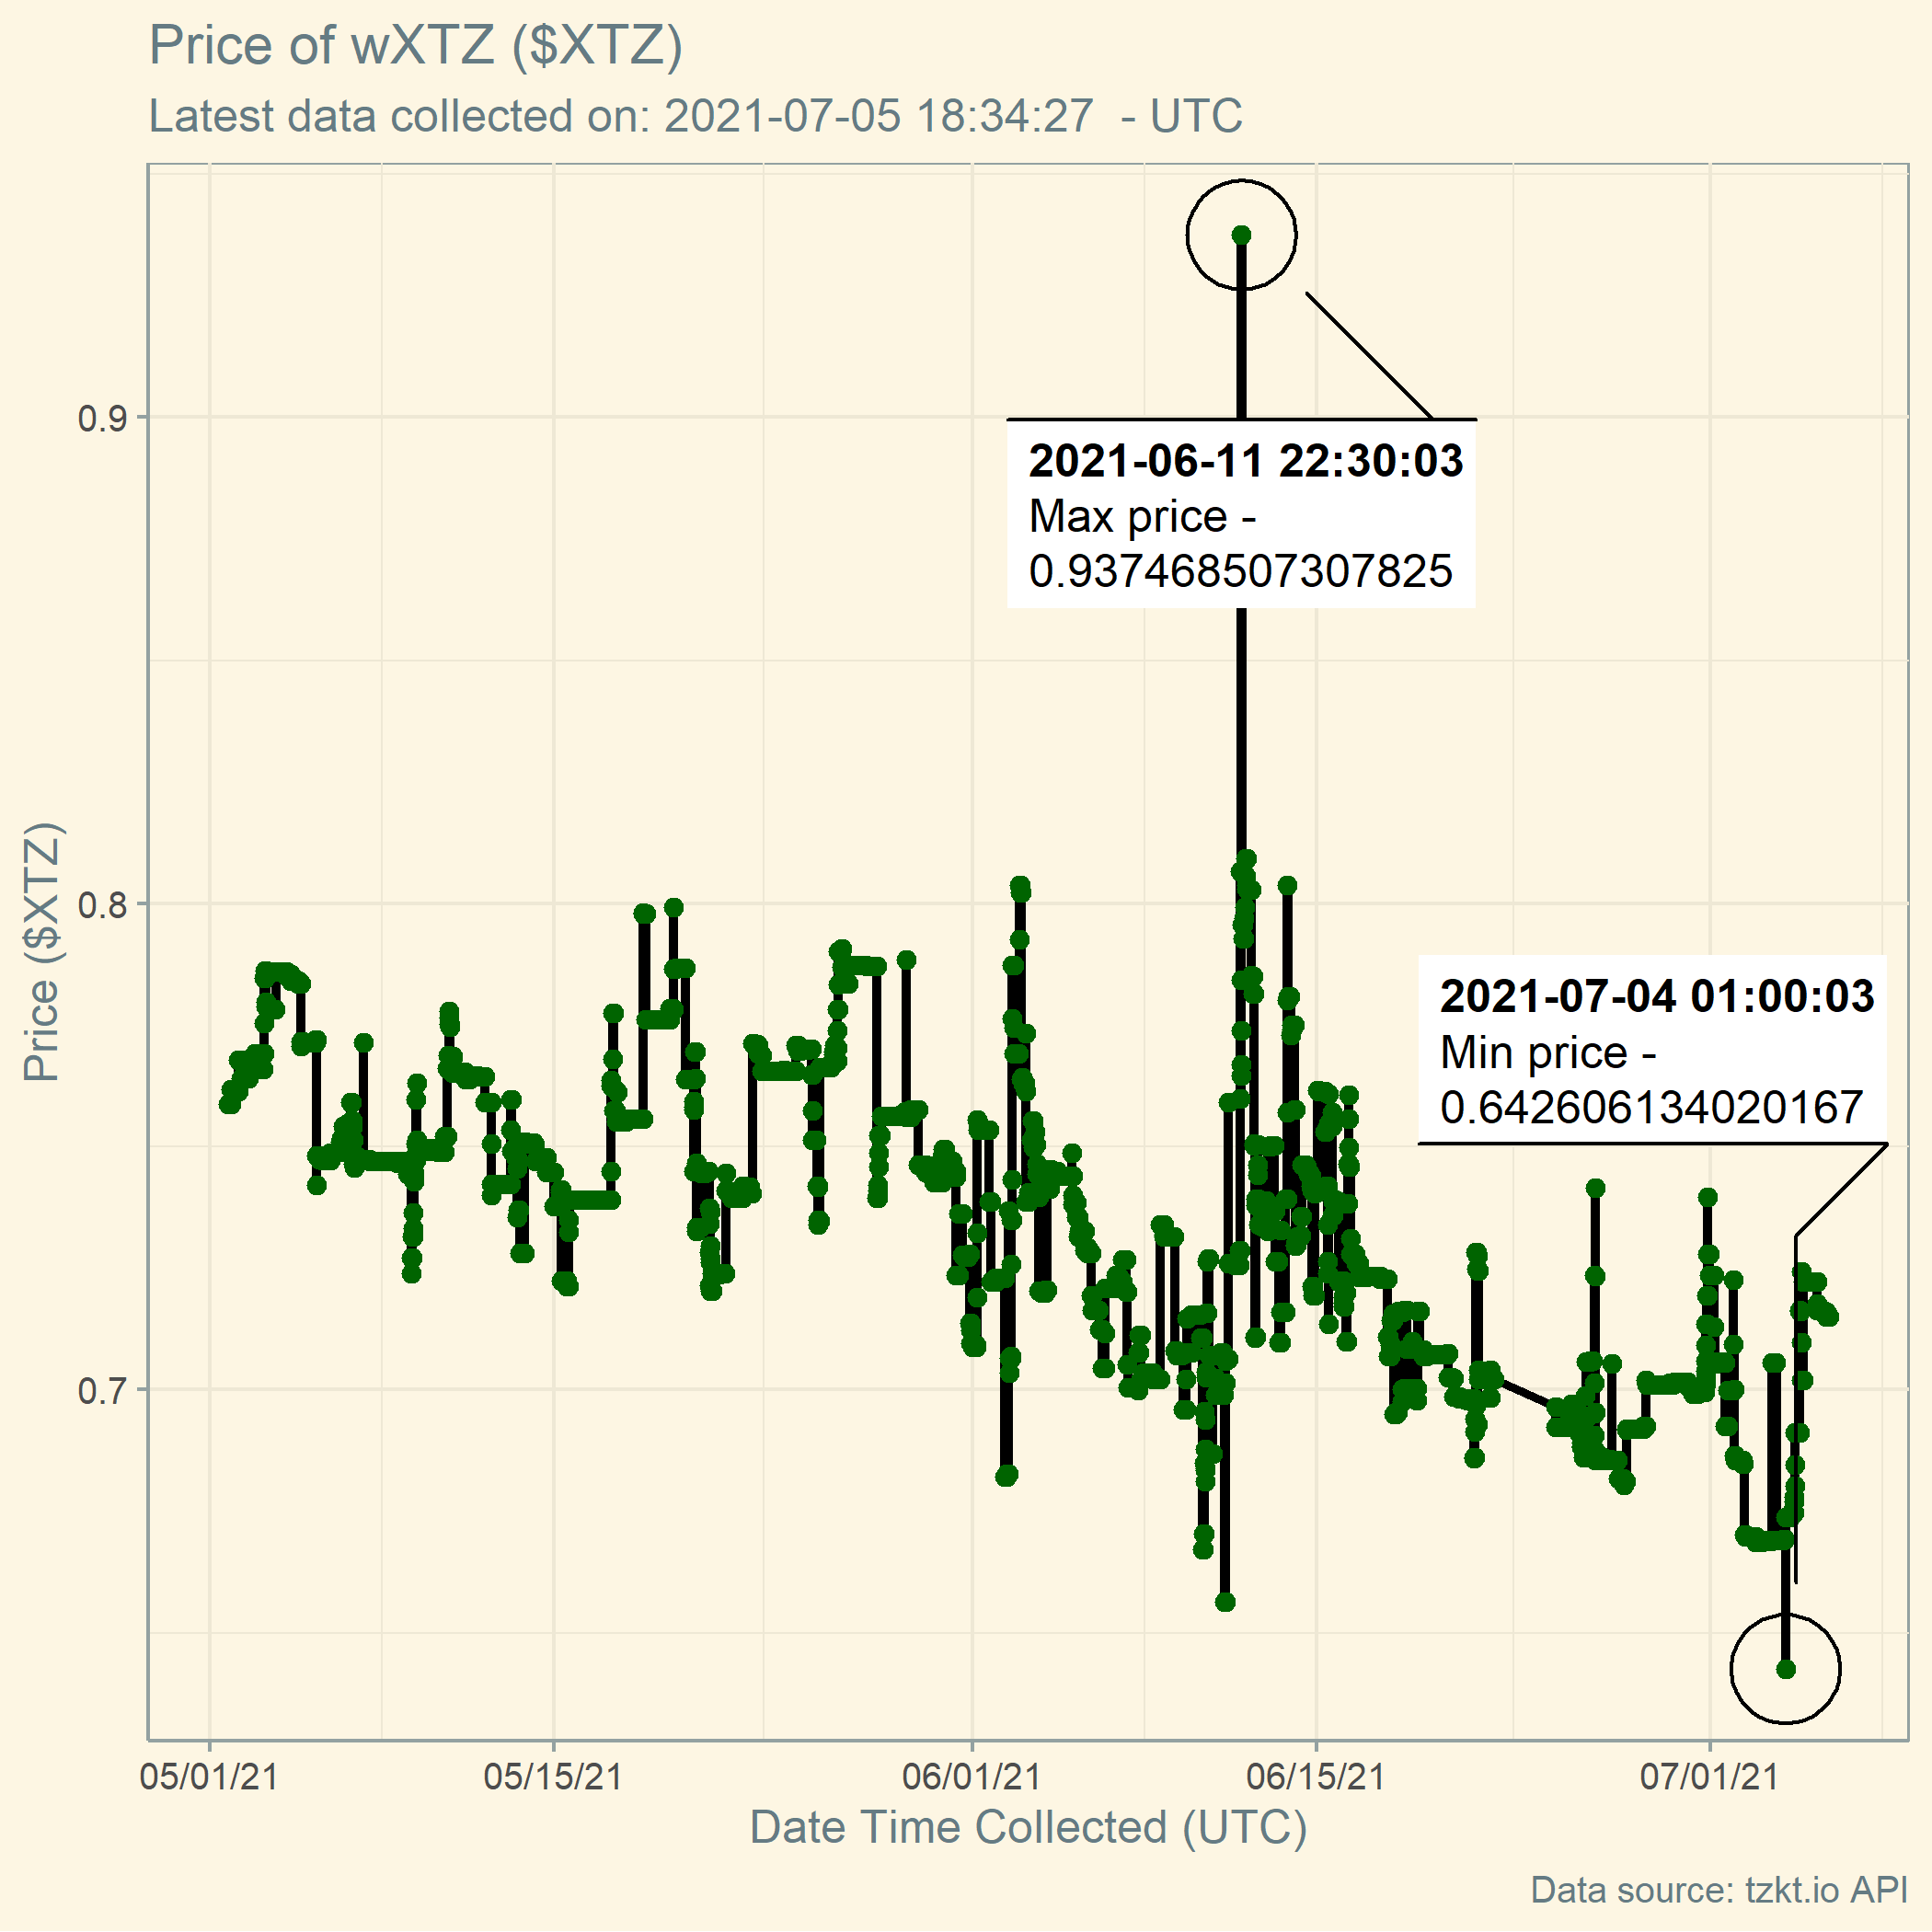 Price of wXTZ ($XTZ)
Latest data collected on: 2021-07-05 18:34:27  - UTC
Price ($XTZ)
0.9
0.8
0.7
2021-06-11 22:30:03
Max price -
0.937468507307825
2021-07-04 01:00:03
Min price -
0.642606134020167
05/01/21
05/15/21
06/01/21
06/15/21
07/01/21
Date Time Collected (UTC)
Data source: tzkt.io API